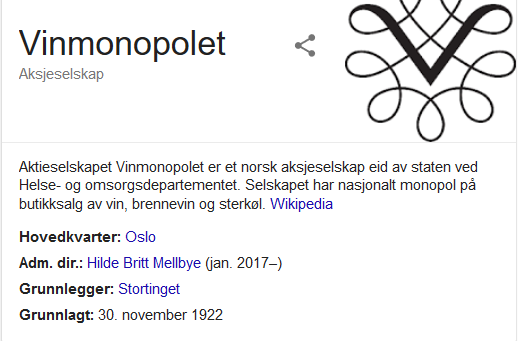 Vinmonopolet
Aksjeselskap
Aktieselskapet Vinmonopolet er et norsk aksjeselskap eid av staten ved
Helse- og omsorgsdepartementet. Selskapet har nasjonalt monopol på
butikksalg av vin, brennevin og sterkøl. Wikipedia
Hovedkvarter: Oslo
Adm. dir.: Hilde Britt Mellbye (jan. 2017–)
Grunnlegger: Stortinget
Grunnlagt: 30. november 1922